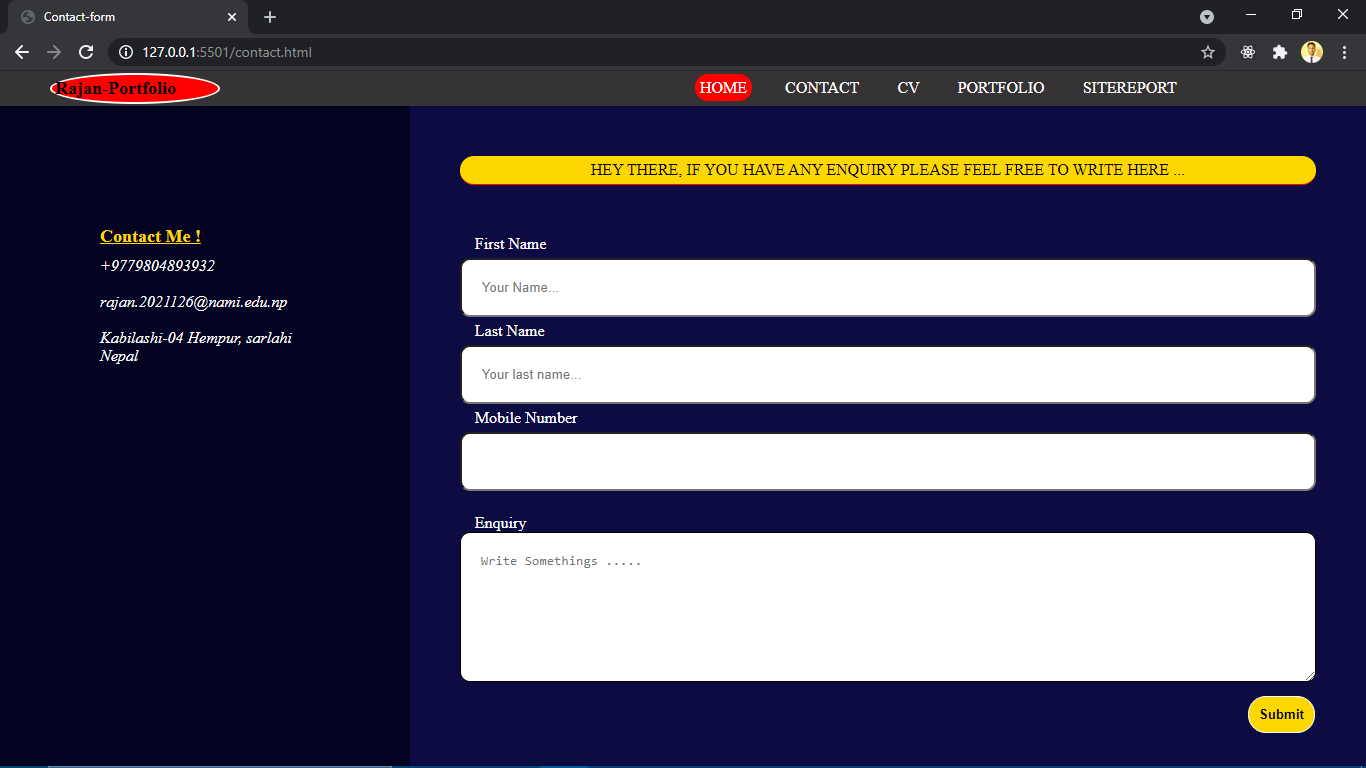 Contact-form
127.0.0.1:5501/contact.html
Rajan-Portfolio HOME CONTACT CV PORTFOLIO SITEREPORT
HEY THERE, IF YOU HAVE ANY ENQUIRY PLEASE FEEL FREE TO WRITE HERE ...
Contact Me !
+9779804893932
rajan.2021126@nami.edu.np
Kabilashi-04 Hempur, sarlahi
Nepal
First Name
Your Name...
Last Name
Your last name...
Mobile Number
Enquiry
Write Somethings .....
Submit